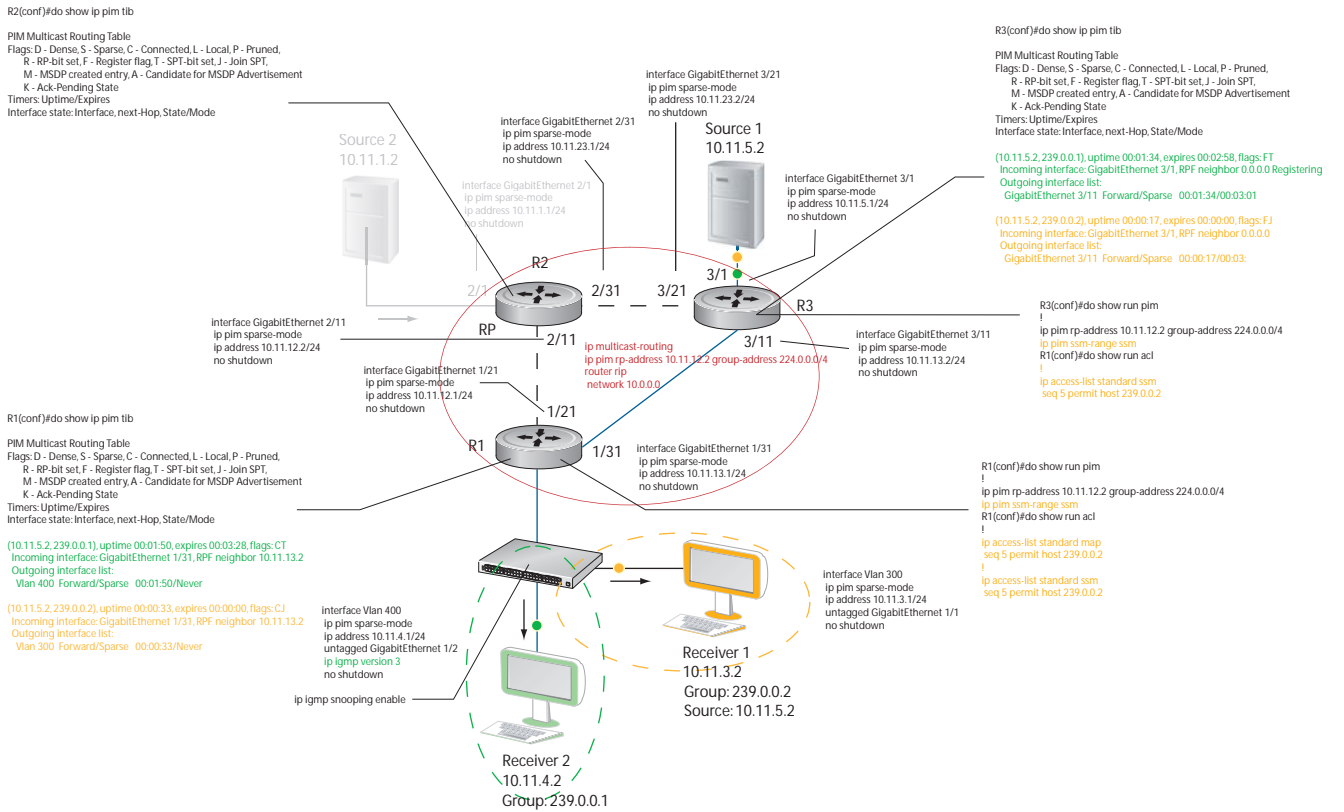 R2(conf)#do show ip pim tib
PIM Multicast Routing Table
Flags: D - Dense, S - Sparse, C - Connected, L - Local, P - Pruned,
R - RP-bit set, F - Register flag, T - SPT-bit set, J - Join SPT,
M - MSDP created entry, A - Candidate for MSDP Advertisement
K - Ack-Pending State
Timers: Uptime/Expires
Interface state: Interface, next-Hop, State/Mode
Source 2
10.11.1.2
interface GigabitEthernet 2/1
ip pim sparse-mode
ip address 10.11.1.1/24
no shutdown
interface GigabitEthernet 2/31
ip pim sparse-mode
ip address 10.11.23.1/24
no shutdown
interface GigabitEthernet 3/21
ip pim sparse-mode
ip address 10.11.23.2/24
no shutdown
Source 1
10.11.5.2
interface GigabitEthernet 3/1
ip pim sparse-mode
ip address 10.11.5.1/24
no shutdown
R3(conf)#do show ip pim tib
PIM Multicast Routing Table
Flags: D - Dense, S - Sparse, C - Connected, L - Local, P - Pruned,
R - RP-bit set, F - Register flag, T - SPT-bit set, J - Join SPT,
M - MSDP created entry, A - Candidate for MSDP Advertisement
K - Ack-Pending State
Timers: Uptime/Expires
Interface state: Interface, next-Hop, State/Mode
(10.11.5.2, 239.0.0.1), uptime 00:01:34, expires 00:02:58, flags: FT
Incoming interface: GigabitEthernet 3/1, RPF neighbor 0.0.0.0 Registering
Outgoing interface list:
GigabitEthernet 3/11 Forward/Sparse 00:01:34/00:03:01
(10.11.5.2, 239.0.0.2), uptime 00:00:17, expires 00:00:00, flags: FJ
Incoming interface: GigabitEthernet 3/1, RPF neighbor 0.0.0.0
Outgoing interface list:
GigabitEthernet 3/11 Forward/Sparse 00:00:17/00:03:
R2
2/1
2/31
3/21
3/1
R3
RP
2/11
3/11
interface GigabitEthernet 2/11
ip pim sparse-mode
ip address 10.11.12.2/24
no shutdown
ip multicast-routing
ip pim rp-address 10.11.12.2 group-address 224.0.0.0/4
router rip
network 10.0.0.0
interface GigabitEthernet 3/11
ip pim sparse-mode
ip address 10.11.13.2/24
no shutdown
R3(conf)#do show run pim
!
ip pim rp-address 10.11.12.2 group-address 224.0.0.0/4
ip pim ssm-range ssm
R1(conf)#do show run acl
!
ip access-list standard ssm
seq 5 permit host 239.0.0.2
interface GigabitEthernet 1/21
ip pim sparse-mode
ip address 10.11.12.1/24
no shutdown
1/21
R1
1/31
interface GigabitEthernet 1/31
ip pim sparse-mode
ip address 10.11.13.1/24
no shutdown
R1(conf)#do show ip pim tib
PIM Multicast Routing Table
Flags: D - Dense, S - Sparse, C - Connected, L - Local, P - Pruned,
R - RP-bit set, F - Register flag, T - SPT-bit set, J - Join SPT,
M - MSDP created entry, A - Candidate for MSDP Advertisement
K - Ack-Pending State
Timers: Uptime/Expires
Interface state: Interface, next-Hop, State/Mode
(10.11.5.2, 239.0.0.1), uptime 00:01:50, expires 00:03:28, flags: CT
Incoming interface: GigabitEthernet 1/31, RPF neighbor 10.11.13.2
Outgoing interface list:
Vlan 400 Forward/Sparse 00:01:50/Never
(10.11.5.2, 239.0.0.2), uptime 00:00:33, expires 00:00:00, flags: CJ
Incoming interface: GigabitEthernet 1/31, RPF neighbor 10.11.13.2
Outgoing interface list:
Vlan 300 Forward/Sparse 00:00:33/Never
R1(conf)#do show run pim
!
ip pim rp-address 10.11.12.2 group-address 224.0.0.0/4
ip pim ssm-range ssm
R1(conf)#do show run acl
!
ip access-list standard map
seq 5 permit host 239.0.0.2
!
ip access-list standard ssm
seq 5 permit host 239.0.0.2
interface Vlan 400
ip pim sparse-mode
ip address 10.11.4.1/24
untagged GigabitEthernet 1/2
ip igmp version 3
no shutdown
ip igmp snooping enable
interface Vlan 300
ip pim sparse-mode
ip address 10.11.3.1/24
untagged GigabitEthernet 1/1
no shutdown
Receiver 1
10.11.3.2
Group: 239.0.0.2
Source: 10.11.5.2
Receiver 2
10.11.4.2
Group: 239.0.0.1